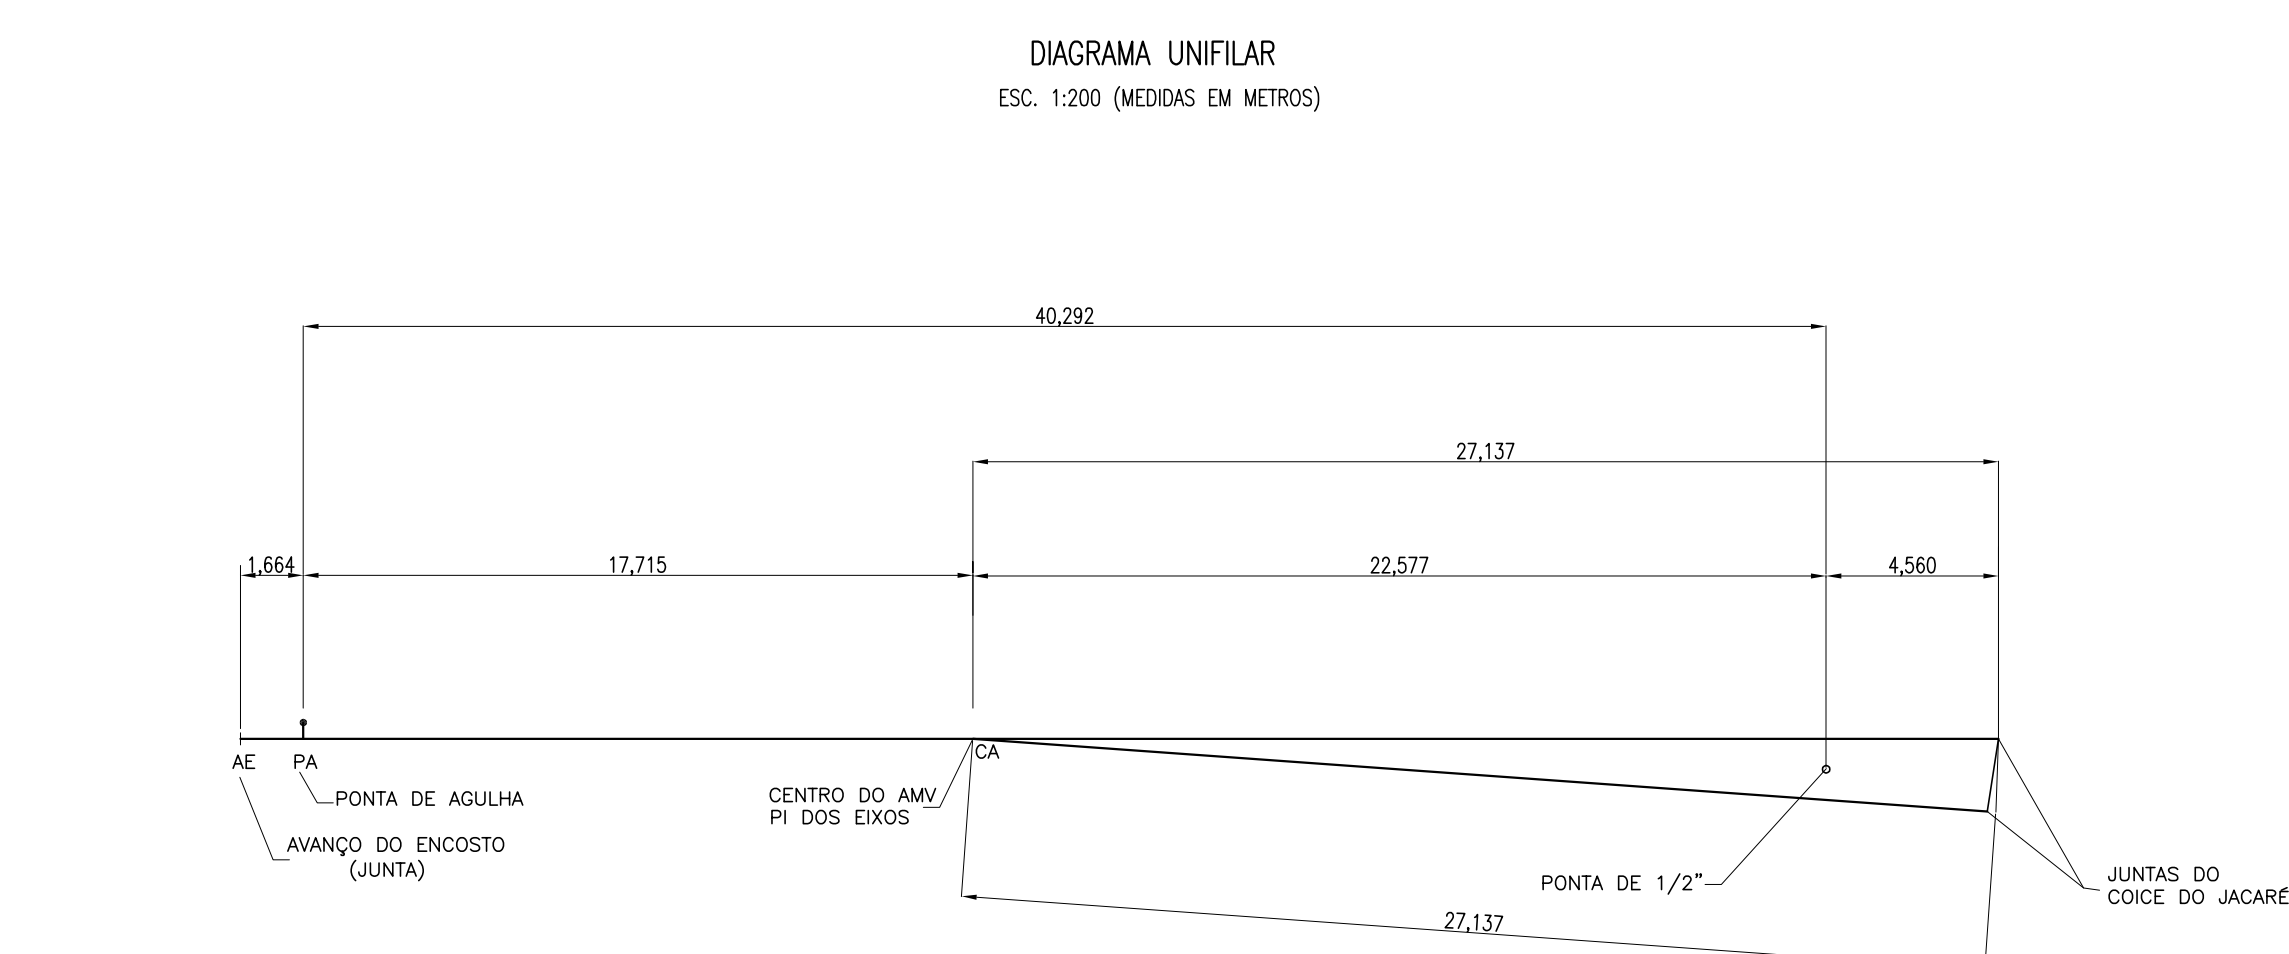 DIAGRAMA UNIFILAR
ESC. 1:200 (MEDIDAS EM METROS)
40,292
27,137
1,664
17,715
22,577
4,560
AE
PA
CA
PONTA DE AGULHA
CENTRO DO AMV
PI DOS EIXOS
AVANÇO DO ENCOSTO
(JUNTA)
PONTA DE 1/2”
JUNTAS DO
COICE DO JACARÉ
27,137